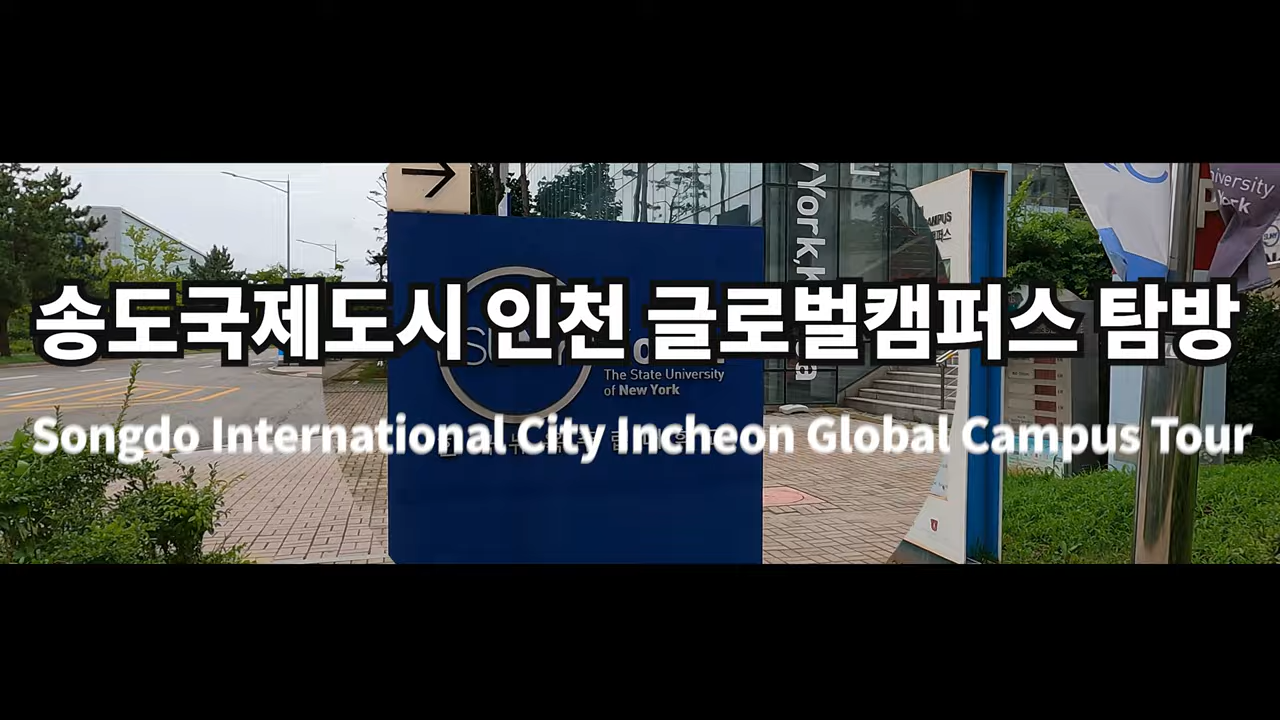 송도국제도시 인천 글로벌캠퍼스 탐방
The State University
of New York
Songdo International City Incheon Global Campus Tour